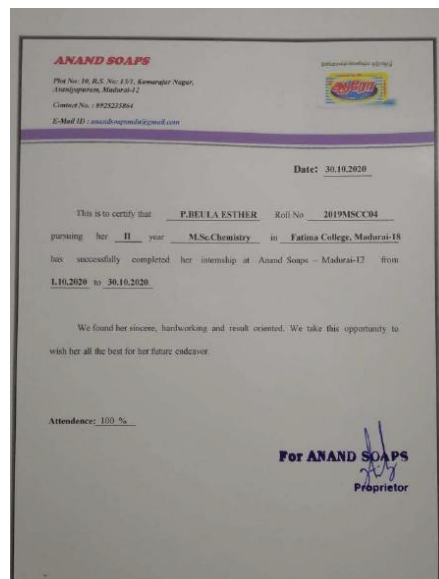 ANAND SOAPS
Plot No: 10, R.S. No: 13/1, Kamarajar Nagar,
Avaniyapuram, Madurai-12
Contact No. : 8925235864
E-Mail ID :
Date: 30.10.2020
This is to certify that P.BEULA ESTHER Roll No 2019MSCC04
pursuing her II year M.Sc.Chemistry in Fatima College, Madurai-18
has successfully completed her internship at Anand Soaps – Madurai-12 from
1.10.2020 to 30.10.2020
We found her sincere, hardworking and result oriented. We take this opportunity to
wish her all the best for her future endeavor.
Attendence: 100 %
For ANAND SOAPS
Proprietor